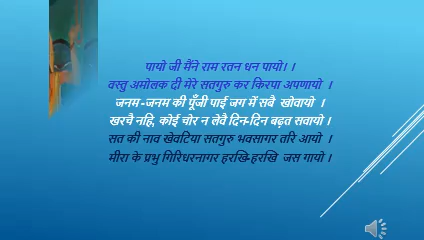 पायो जी मैंने राम रतन धन पायो। ।
वस्तु अमोलक दी मेरे सतगुरु कर किरपा अपणायो ।
जनम -जनम की पूँजी पाई जग में सबै खोवायो ।
खरचै नहि, कोई चोर न लेवै दिन-दिन बढ़त सवायो ।
सत की नाव खेवटिया सतगुरु भवसागर तरि आयो ।
मीरा के प्रभु गिरिधरनागर हरखि-हरखि जस गायो ।